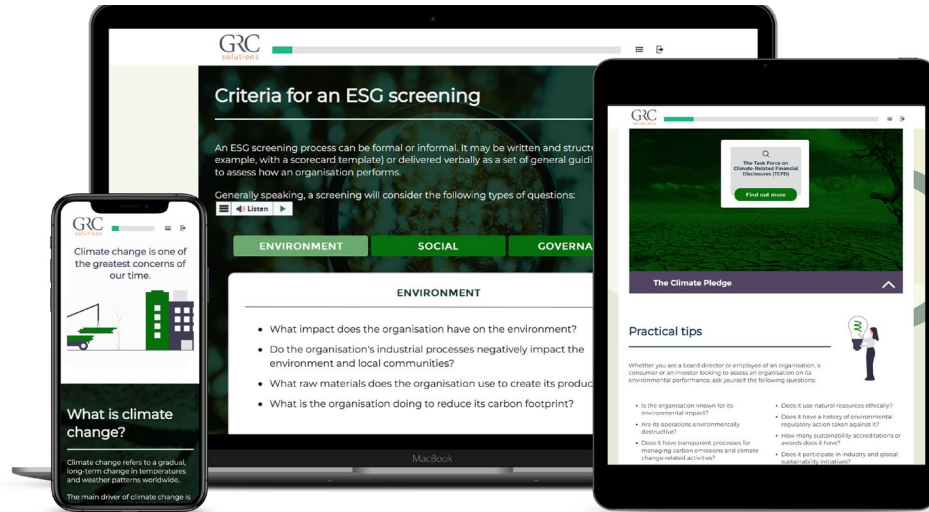 GRC
solutions
Criteria for an ESG screening
An ESG screening process can be formal or informal. It may be written and structu
example, with a scorecard template) or delivered verbally as a set of general guidi
to assess how an organisation performs.
Generally speaking, a screening will consider the following types of questions:
Listen
ENVIRONMENT
SOCIAL
GOVERNA
ENVIRONMENT
• What impact does the organisation have on the environment?
• Do the organisation's industrial processes negatively impact the
environment and local communities?
• What raw materials does the organisation use to create its produc
• What is the organisation doing to reduce its carbon footprint?
MacBook
GRC
solutions
Climate change is one of
the greatest concerns of
our time.
What is climate
change?
Climate change refers to a gradual,
long-term change in temperatures
and weather patterns worldwide.
The main driver of climate change is
GRC
solutions
The Task Force on
Climate-Related Financial
Disclosures (TCFD)
Find out more
The Climate Pledge
Practical tips
Whether you are a board director or employee of an organisation, a
consumer or an investor looking to assess an organisation on its
environmental performance, ask yourself the following questions:
• Is the organisation known for its
environmental impact?
• Are its operations environmentally
destructive?
• Does it have transparent processes for
managing carbon emissions and climate
change-related activities?
• Does it use natural resources ethically?
• Does it have a history of environmental
regulatory action taken against it?
• How many sustainability accreditations or
awards does it have?
• Does it participate in industry and global
sustainability initiatives?